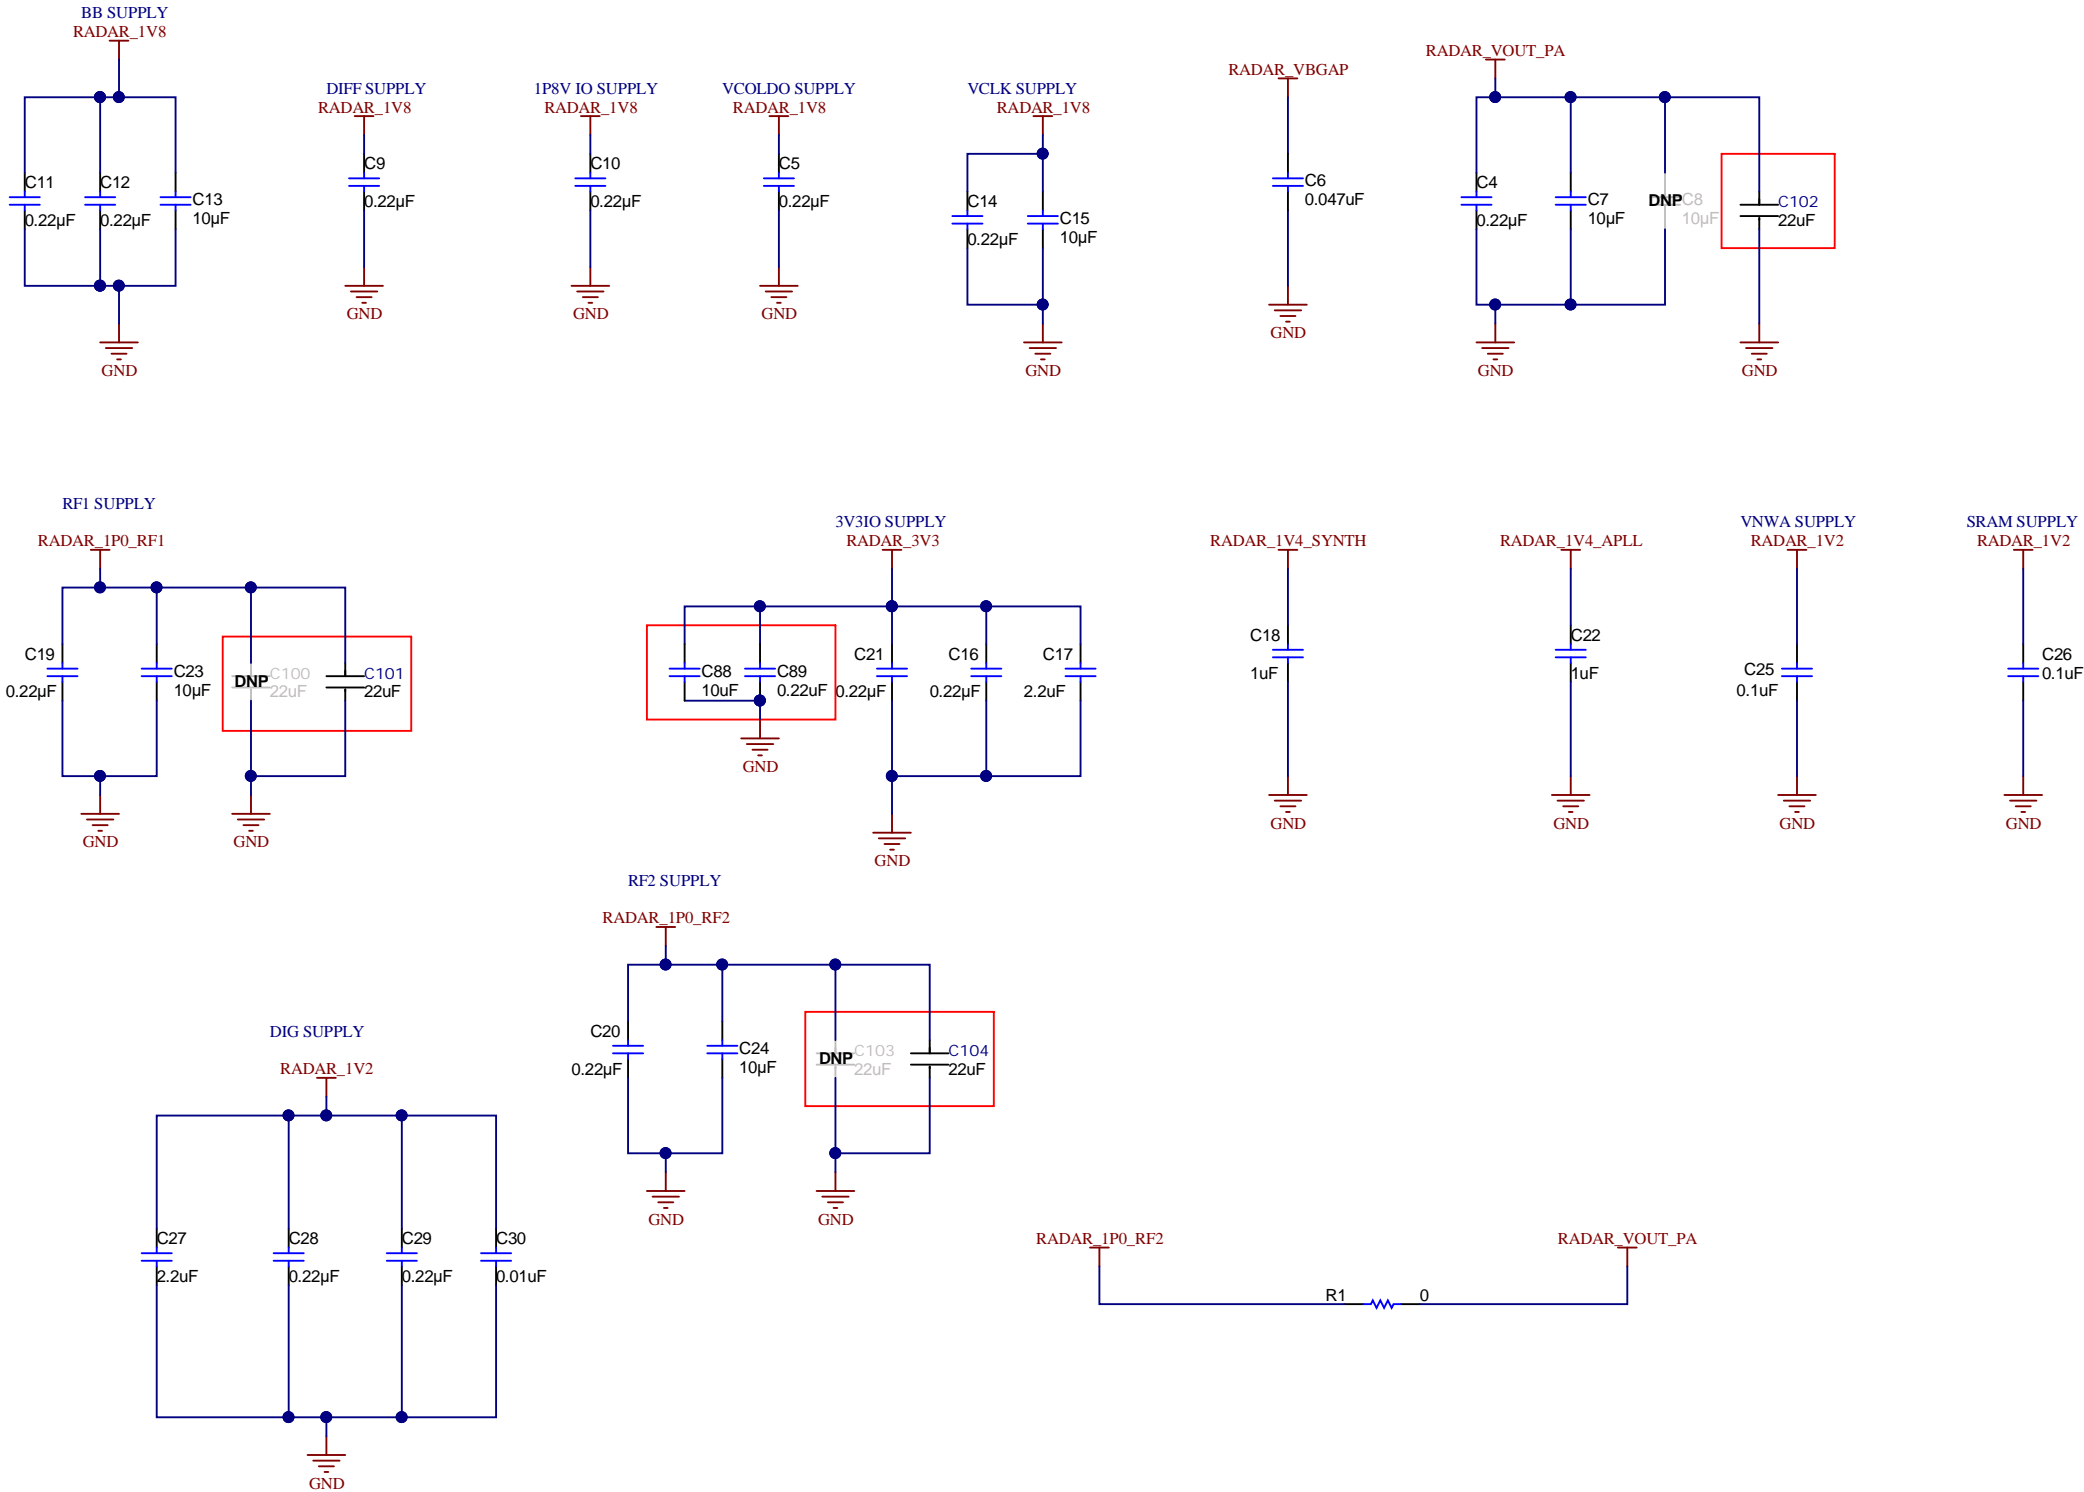 BB SUPPLY
RADAR_1V8
C11
0.22µF
C12
0.22µF
C13
10µF
GND
DIFF SUPPLY
RADAR_1V8
C9
0.22µF
GND
1P8V IO SUPPLY
RADAR_1V8
C10
0.22µF
GND
VCOLDO SUPPLY
RADAR_1V8
C5
0.22µF
GND
VCLK SUPPLY
RADAR_1V8
C14
0.22µF
C15
10µF
GND
RADAR_VBGAP
C6
0.047uF
GND
RADAR_VOUT_PA
C4
0.22µF
C7
10µF
DNP C8
10µF
C102
22uF
GND
GND
RF1 SUPPLY
RADAR_1P0_RF1
C19
0.22µF
C23
10µF
DNP C100
22uF
C101
22uF
GND
GND
3V3IO SUPPLY
RADAR_3V3
C88
10uF
C89
0.22uF
C21
0.22µF
C16
0.22µF
C17
2.2uF
GND
GND
RADAR_1V4_SYNTH
C18
1uF
GND
RADAR_1V4_APLL
C22
1uF
GND
VNWA SUPPLY
RADAR_1V2
C25
0.1uF
GND
SRAM SUPPLY
RADAR_1V2
C26
0.1uF
GND
RF2 SUPPLY
RADAR_1P0_RF2
C20
0.22µF
C24
10µF
DNP C103
22uF
C104
22uF
GND
GND
DIG SUPPLY
RADAR_1V2
C27
2.2uF
C28
0.22µF
C29
0.22µF
C30
0.01uF
GND
RADAR_1P0_RF2
RADAR_VOUT_PA
R1
0